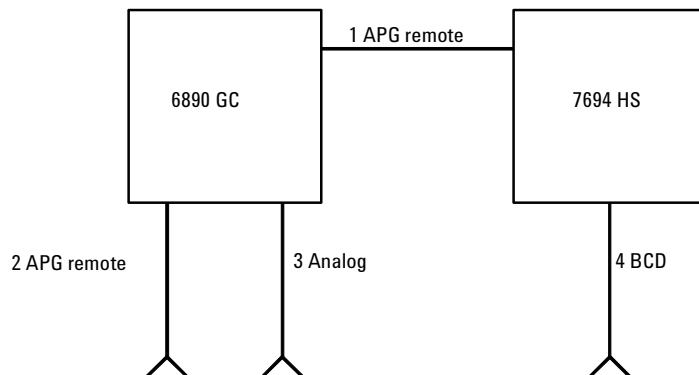 1 APG remote
6890 GC
7694 HS
2 APG remote
3 Analog
4 BCD